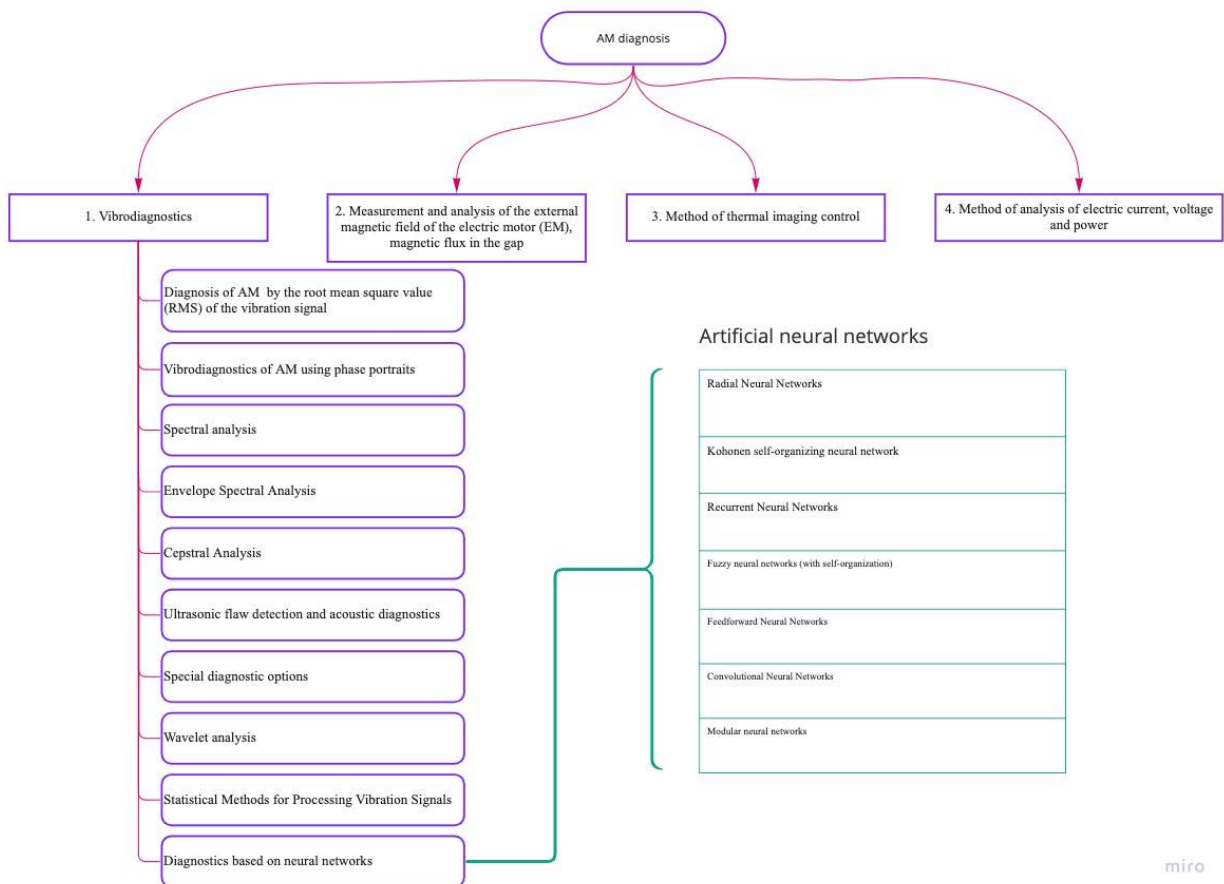 AM diagnosis
1. Vibrodiagnostics
2. Measurement and analysis of the external
magnetic field of the electric motor (EM),
magnetic flux in the gap
3. Method of thermal imaging control
4. Method of analysis of electric current, voltage
and power
Diagnosis of AM by the root mean square value
(RMS) of the vibration signal
Vibrodiagnostics of AM using phase portraits
Spectral analysis
Envelope Spectral Analysis
Cepstral Analysis
Ultrasonic flaw detection and acoustic diagnostics
Special diagnostic options
Wavelet analysis
Statistical Methods for Processing Vibration Signals
Diagnostics based on neural networks
Artificial neural networks
Radial Neural Networks
Kohonen self-organizing neural network
Recurrent Neural Networks
Fuzzy neural networks (with self-organization)
Feedforward Neural Networks
Convolutional Neural Networks
Modular neural networks
miro